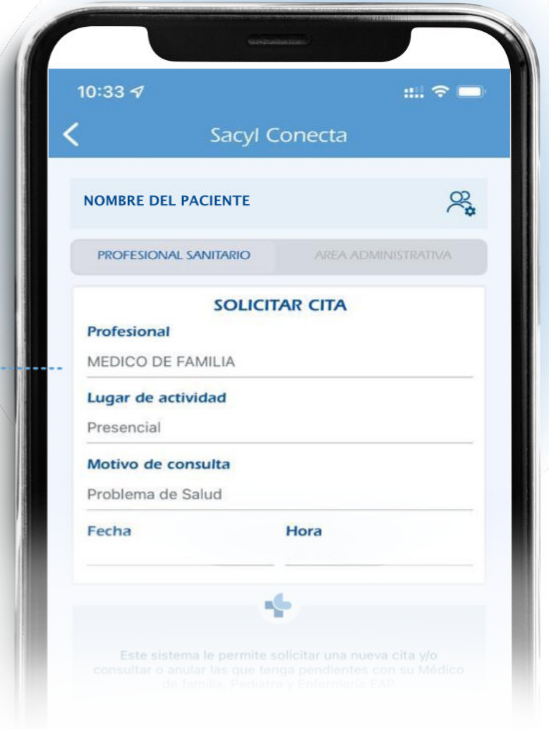 10:33
Sacyl Conecta
NOMBRE DEL PACIENTE
PROFESIONAL SANITARIO AREA ADMINISTRATIVA
SOLICITAR CITA
Profesional
MEDICO DE FAMILIA
Lugar de actividad
Presencial
Motivo de consulta
Problema de Salud
Fecha Hora
Este sistema le permite solicitar una nueva cita y/o
consultar o anular las que tenga pendientes con su Médico
de familia, Pediatra y Enfermería EAP